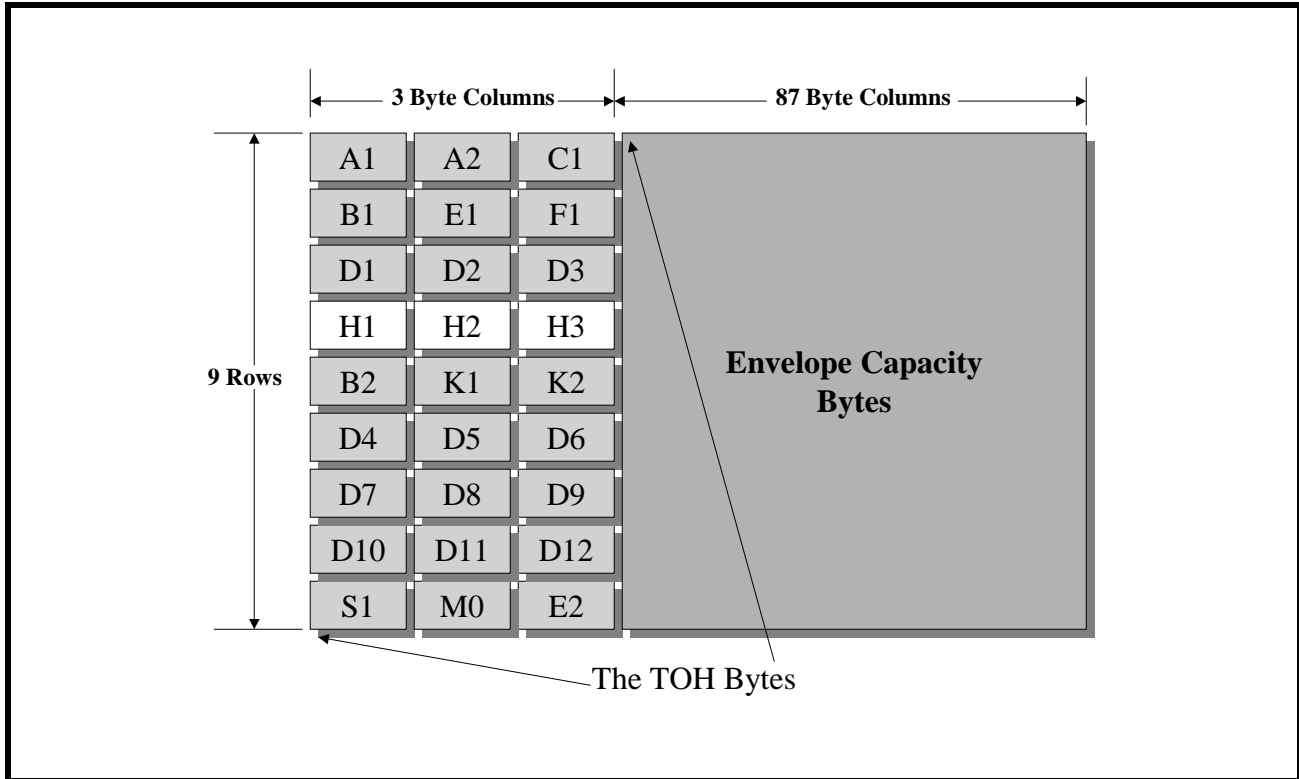 3 Byte Columns
87 Byte Columns
A1 A2 C1
B1 E1 F1
D1 D2 D3
H1 H2 H3
9 Rows
B2 K1 K2
D4 D5 D6
D7 D8 D9
D10 D11 D12
S1 M0 E2
Envelope Capacity
Bytes
The TOH Bytes